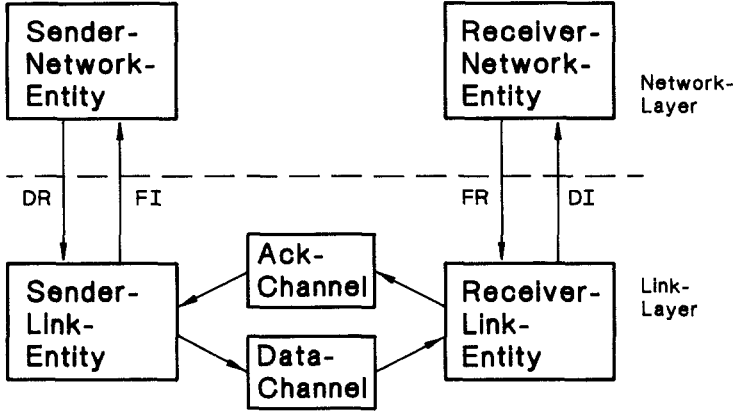 Sender-
Network-
Entity
Receiver-
Network-
Entity
Network-
Layer
DR
FI
FR
DI
Ack-
Channel
Sender-
Link-
Entity
Receiver-
Link-
Entity
Link-
Layer
Data-
Channel